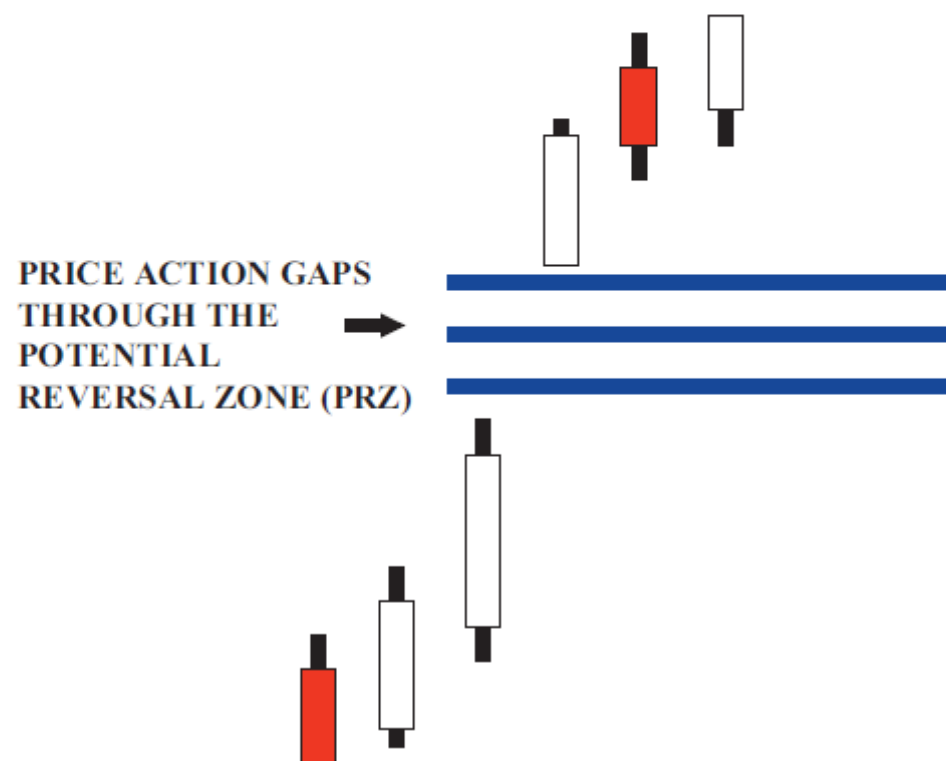 PRICE ACTION GAPS
THROUGH THE
POTENTIAL
REVERSAL ZONE (PRZ)